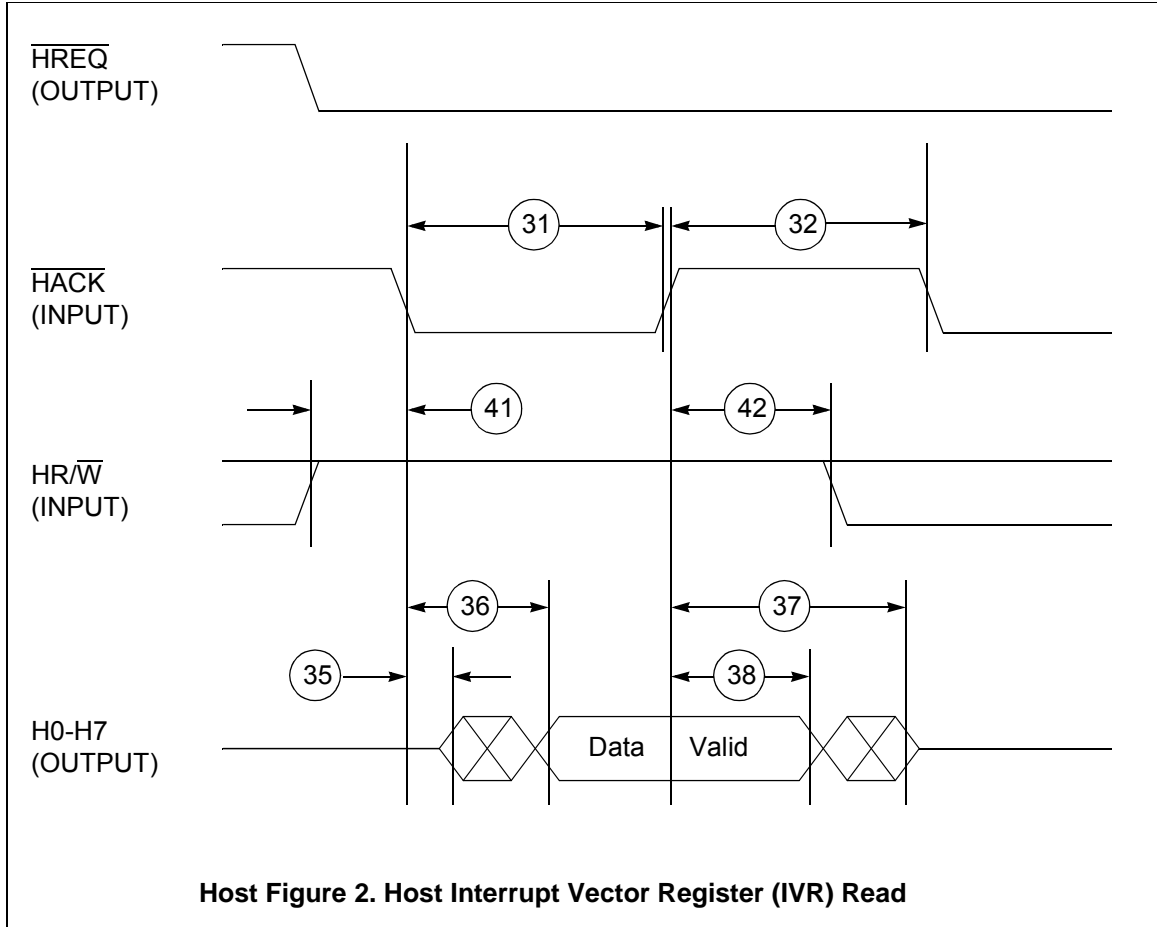 HREQ
(OUTPUT)
31
32
HACK
(INPUT)
41
42
HR/W
(INPUT)
36
37
35
38
H0-H7
(OUTPUT)
Data Valid
Host Figure 2. Host Interrupt Vector Register (IVR) Read